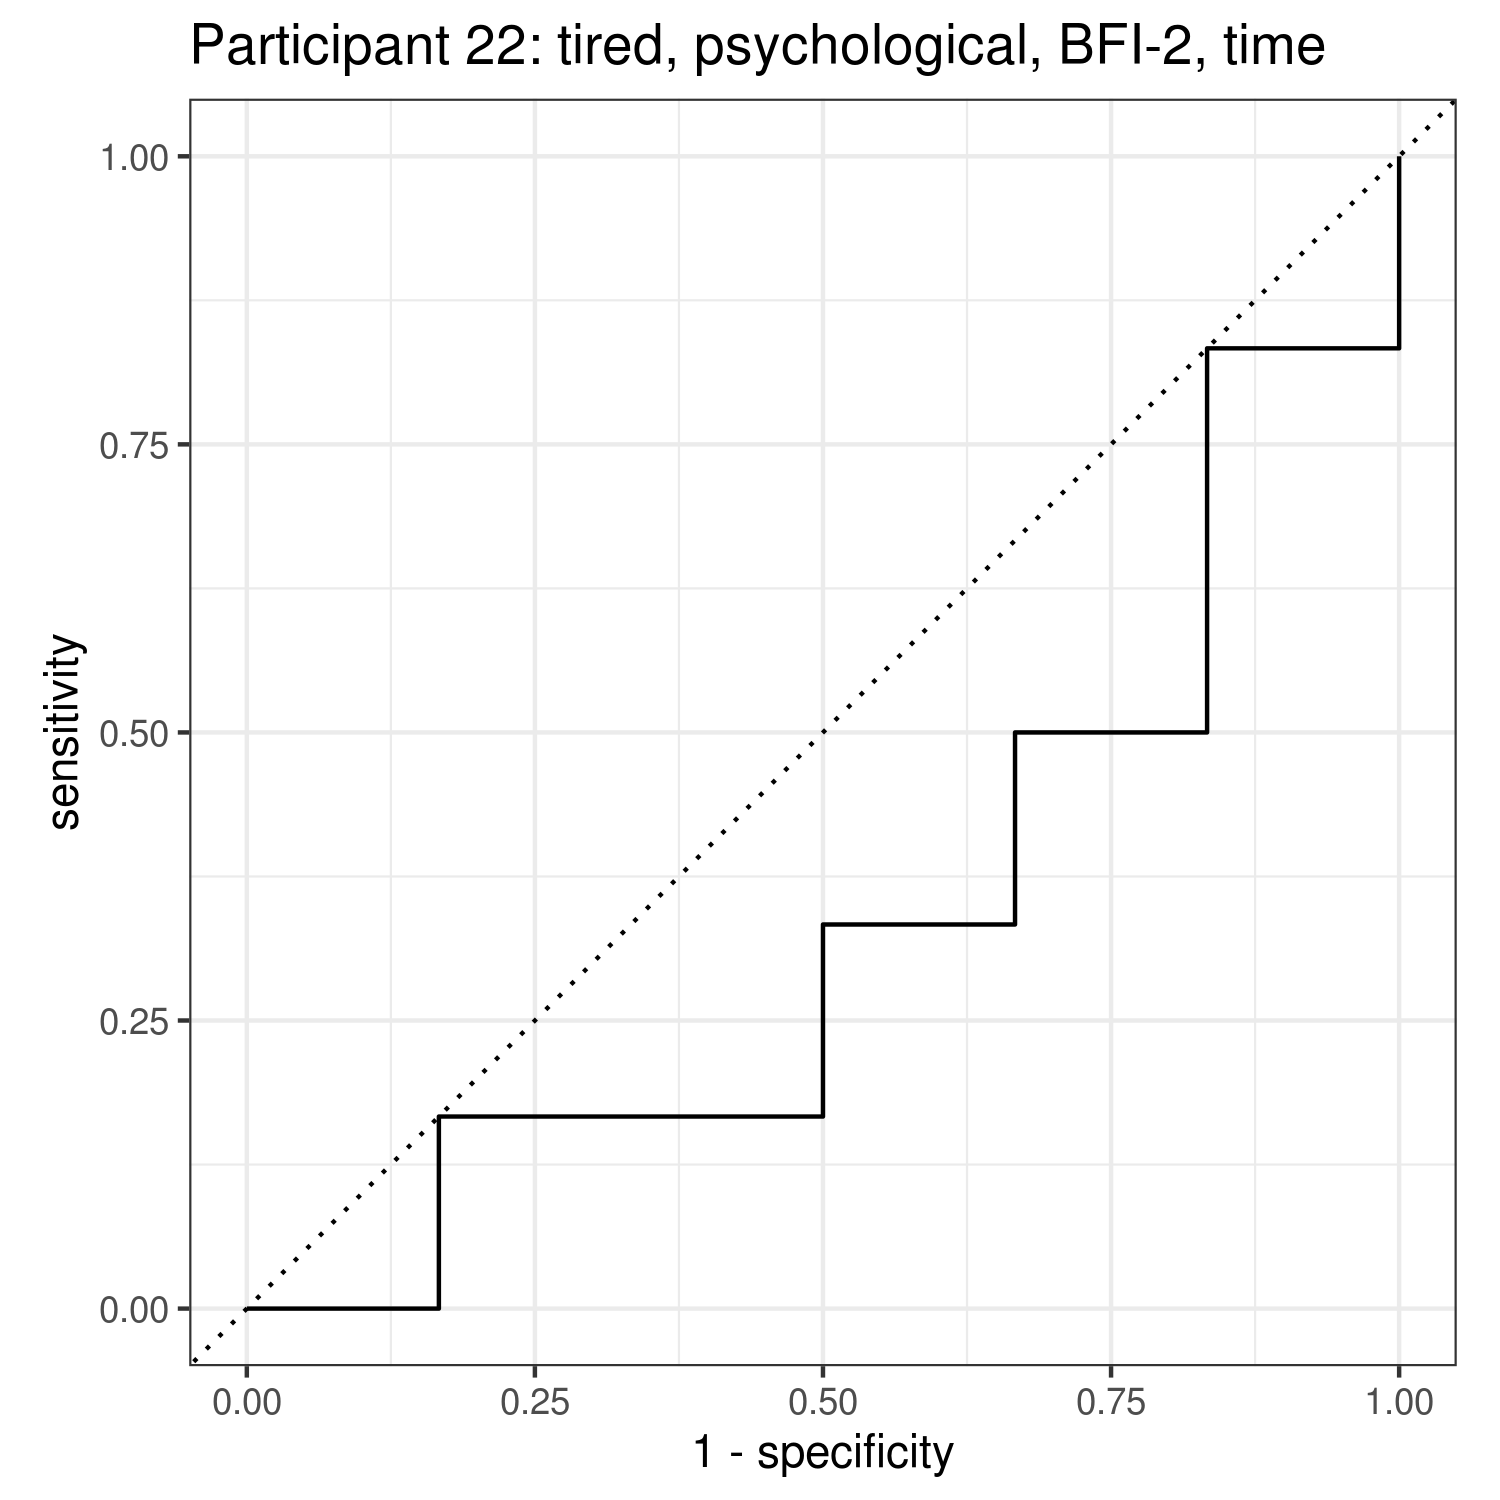 Participant 22: tired, psychological, BFI-2, time
1.00
0.75
0.50
0.25
0.00
sensitivity
0.00 0.25 0.50 0.75 1.00
1 - specificity